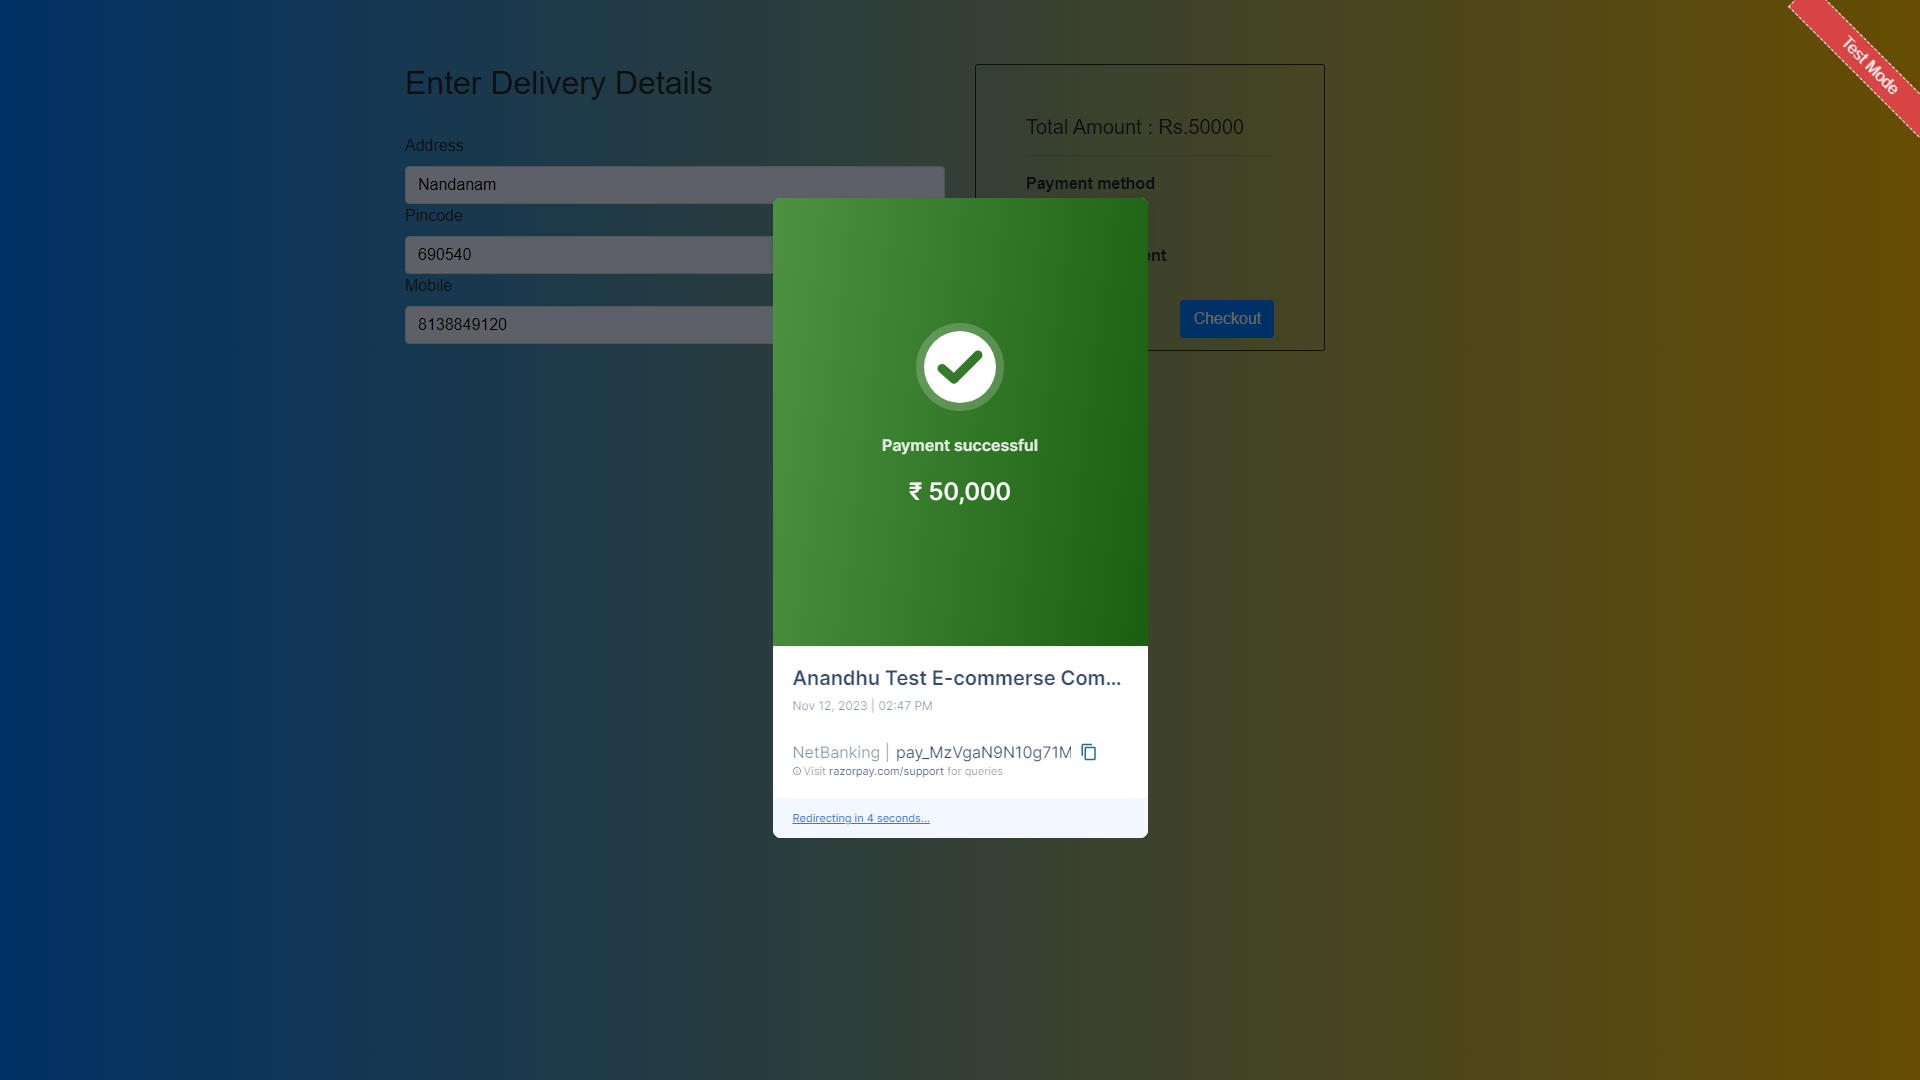 Test Mode
Enter Delivery Details
Address
Nandanam
Pincode
690540
Mobile
8138849120
Total Amount : Rs.50000
Payment method
Checkout
Payment successful
₹ 50,000
Anandhu Test E-commerse Com...
Nov 12, 2023 | 02:47 PM
NetBanking | pay_MzVgaN9N10g71M
Visit razorpay.com/support for queries
Redirecting in 4 seconds...